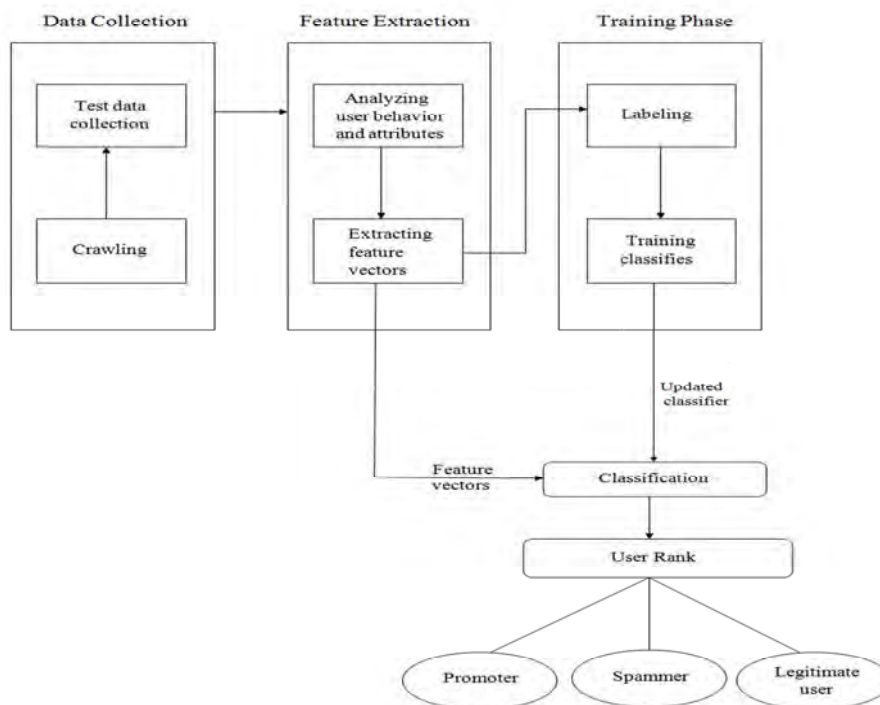 Data Collection
Feature Extraction
Training Phase
Test data
collection
Crawling
Analyzing
user behavior
and attributes
Extracting
feature
vectors
Labeling
Training
classifies
Updated
classifier
Feature
vectors
Classification
User Rank
Promoter
Spammer
Legitimate
user